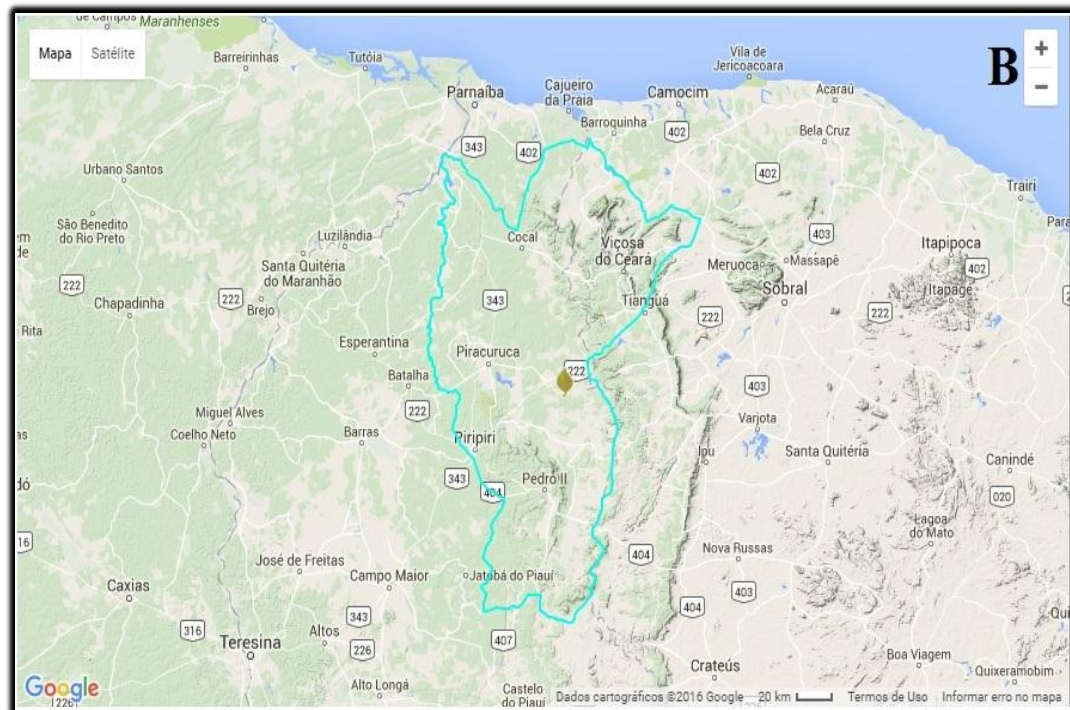 de Campos
Maranhenses
Mapa Satélite
Barreirinhas
Tutóia
Vila de
Jericoacoara
B
+
−
Parnaíba
Cajueiro
da Praia
Camocim
Acaraú
Barroquinha
Bela Cruz
402
343
402
402
402
Urbano Santos
Trairi
São Benedito
do Rio Preto
Luzilândia
Cocal
Viçosa
do Ceará
403
Itapipoca
Santa Quitéria
do Maranhão
Meruoca
Massapê
402
222
222
343
Sobral
Itapagé
Chapadinha
Brejo
Tianguá
222
222
Rita
Esperantina
Piracuruca
222
Batalha
403
222
Miguel Alves
Varjota
Coelho Neto
Barras
Piripiri
Ipu
Santa Quitéria
Canindé
343
404
Pedro II
020
Lagoa
do Mato
16
404
Nova Russas
José de Freitas
Campo Maior
Jatobá do Piauí
Caxias
403
343
404
316
Altos
407
Teresina
226
Boa Viagem
Crateús
Quixeramobim
Alto Longá
Google
226
Castelo
do Piauí
Dados cartográficos ©2016 Google 20 km Termos de Uso Informar erro no mapa